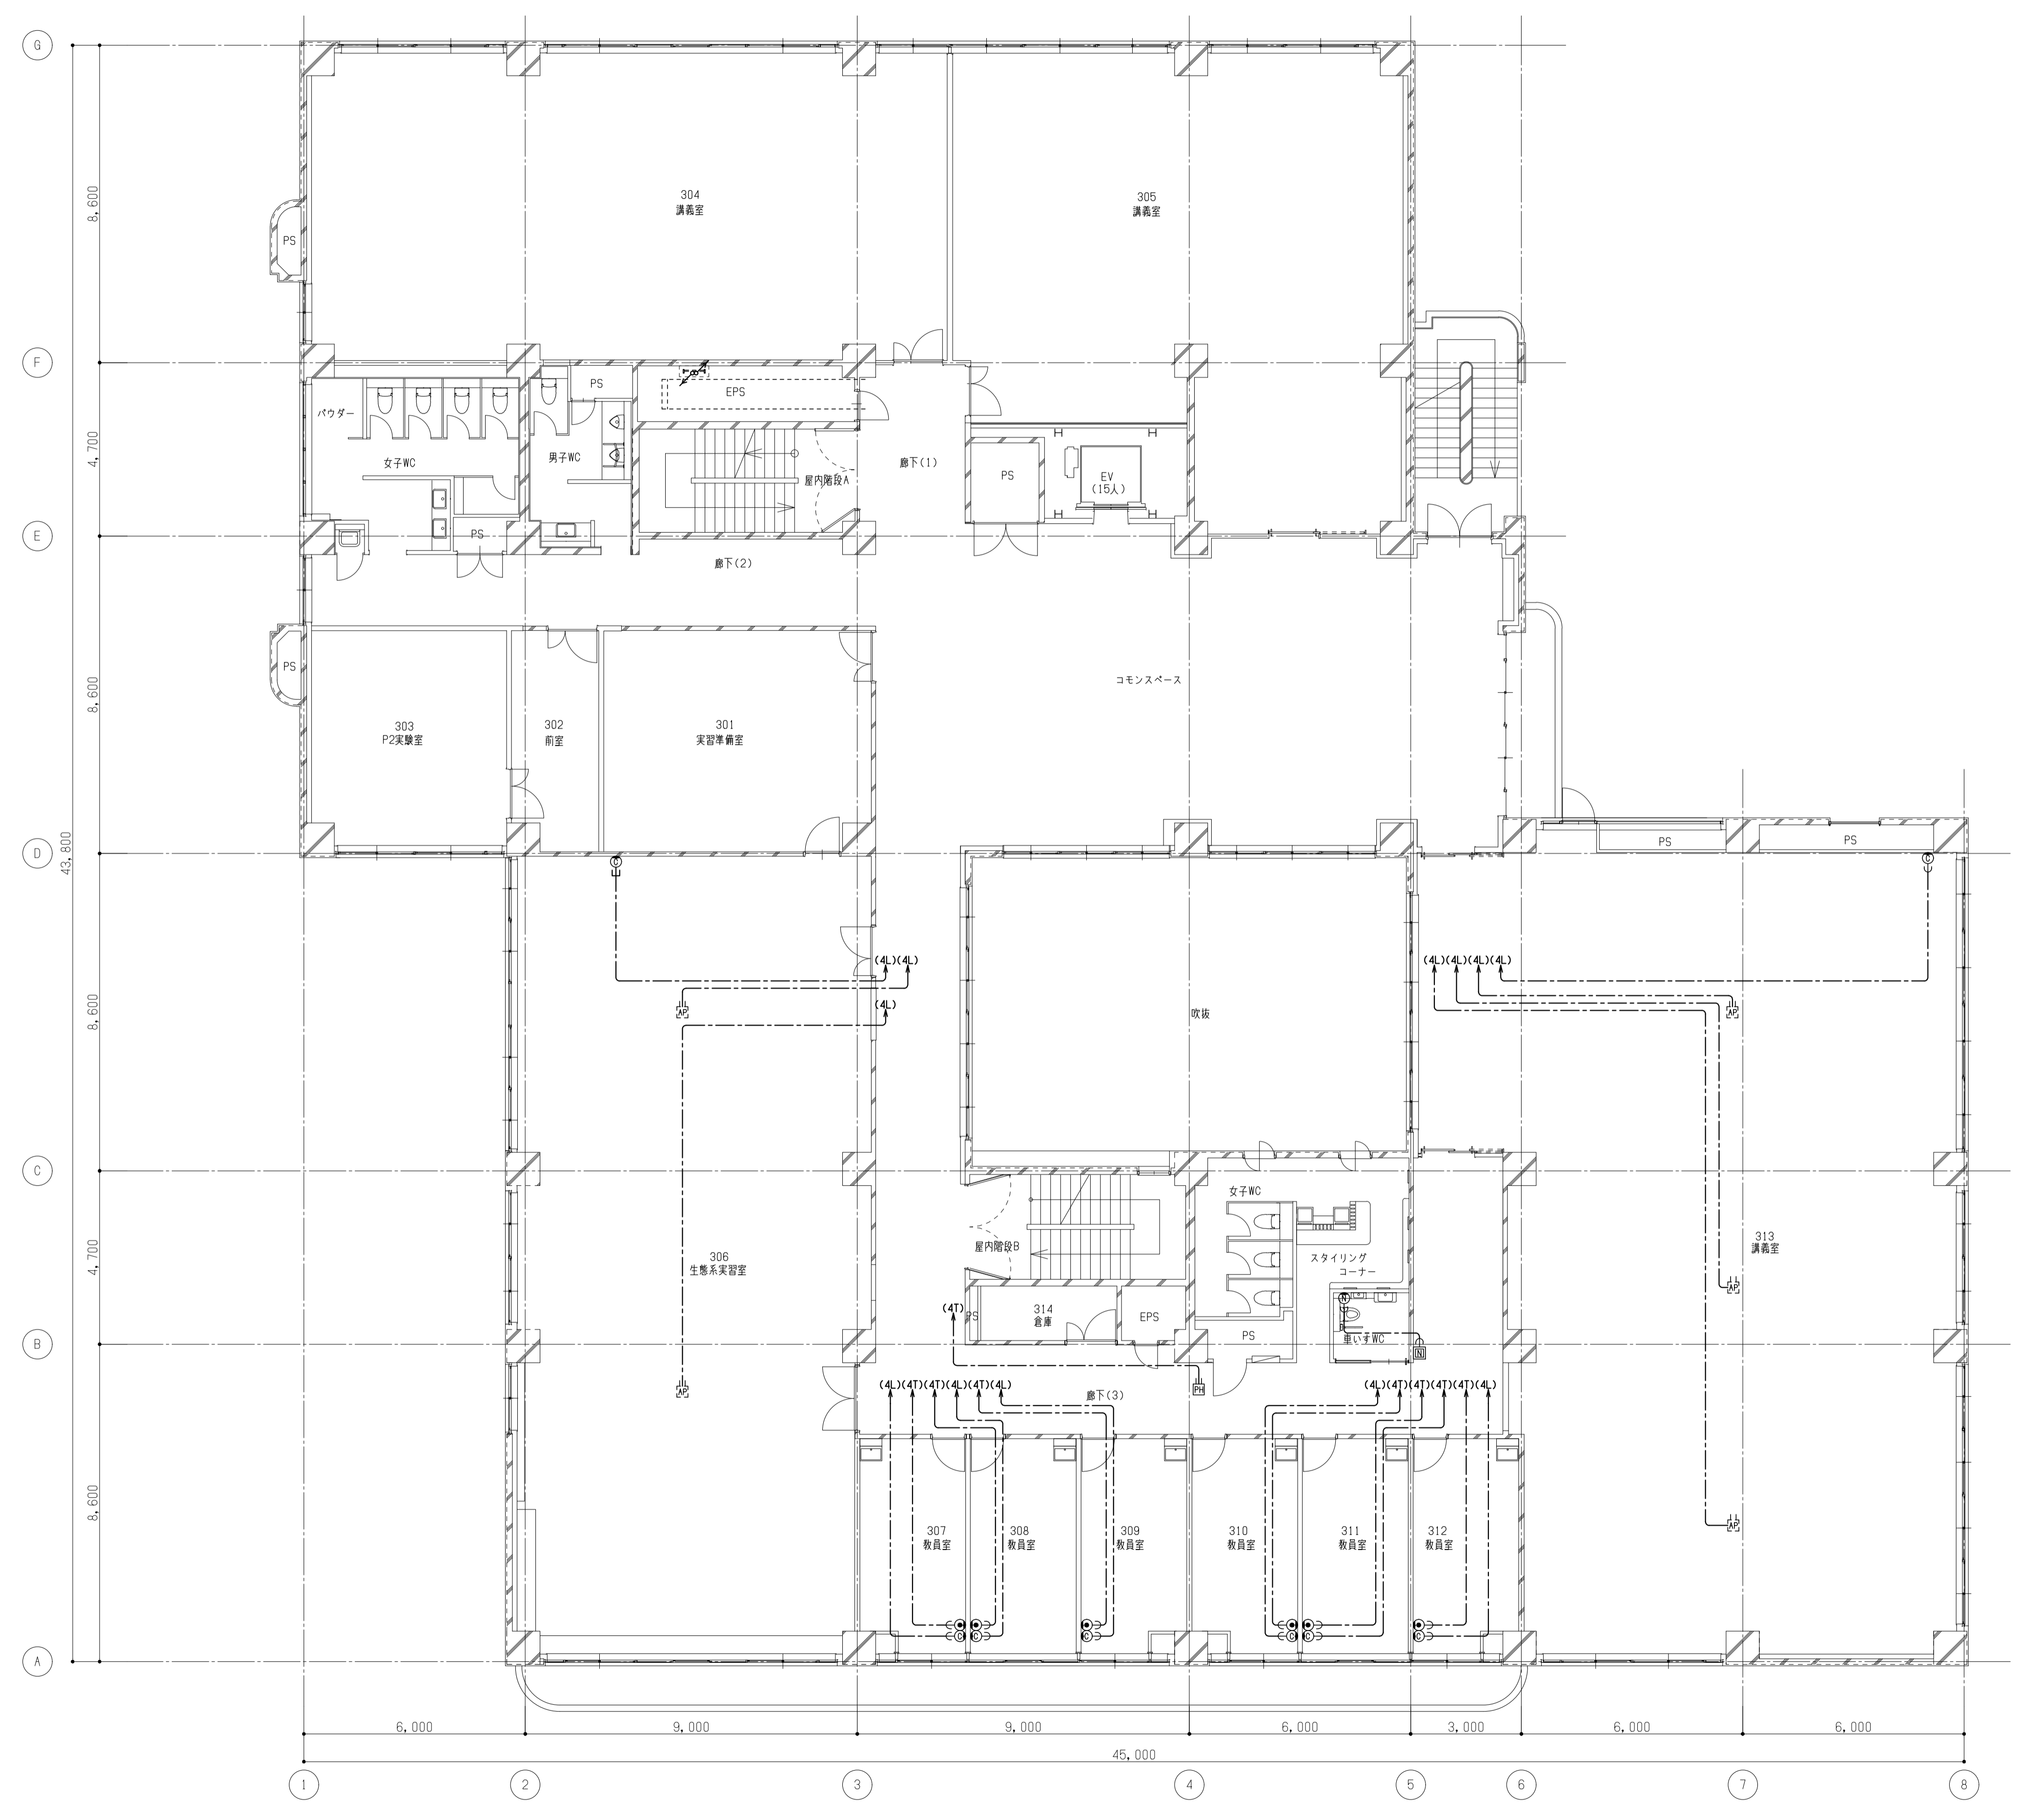 G
8,600
304
講義室
305
講義室
PS
F
PS
EPS
パウダー
4,700
女子WC
男子WC
屋内階段A
廊下(1)
PS
EV
(15人)
PS
E
廊下(2)
PS
8,600
コモンスペース
303
P2実験室
302
前室
301
実習準備室
D
43,800
PS
PS
C
C
(4L)(4L)
(4L)(4L)(4L)(4L)
(4L)
AP
AP
8,600
吹抜
C
女子WC
屋内階段B
スタイリング
コーナー
313
講義室
4,700
306
生態系実習室
AP
N
(4T)
PS
314
倉庫
EPS
PS
車いすWC
N
B
AP
PH
(4L)(4T)(4T)(4L)(4T)(4L)
廊下(3)
(4L)(4T)(4T)(4T)(4T)(4L)
8,600
AP
307
教員室
308
教員室
309
教員室
310
教員室
311
教員室
312
教員室
C
C
C
C
C
C
A
6,000
9,000
9,000
6,000
3,000
6,000
6,000
45,000
1
2
3
4
5
6
7
8